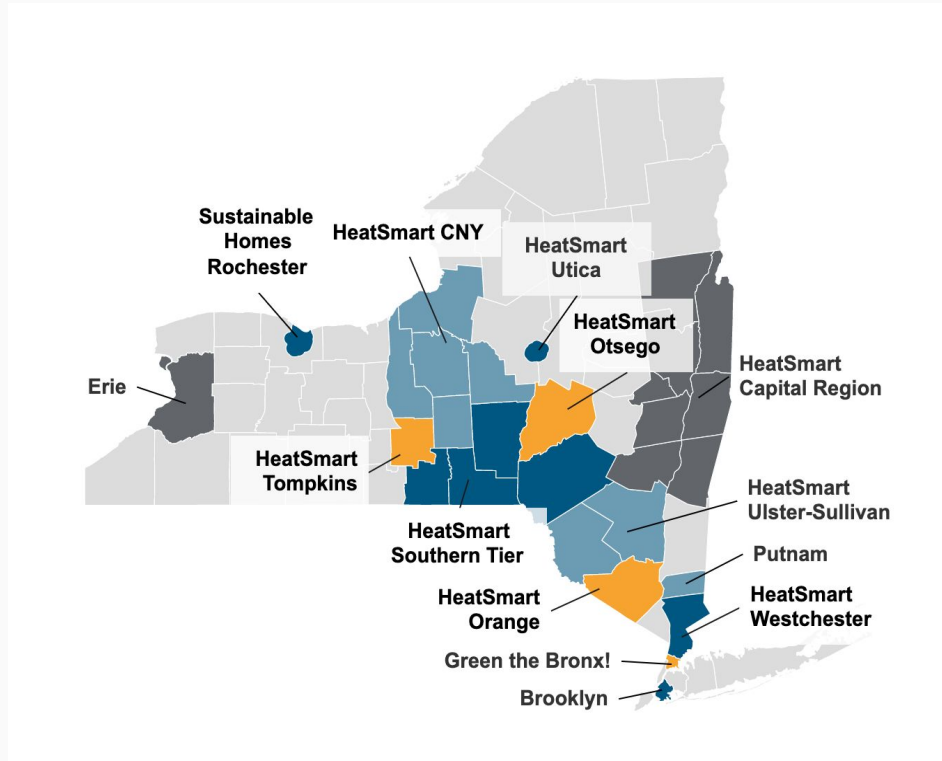 Sustainable
Homes
Rochester
HeatSmart CNY
HeatSmart
Utica
HeatSmart
Otsego
Erie
HeatSmart
Capital Region
HeatSmart
Tompkins
HeatSmart
Southern Tier
HeatSmart
Ulster-Sullivan
Putnam
HeatSmart
Orange
HeatSmart
Westchester
Green the Bronx!
Brooklyn